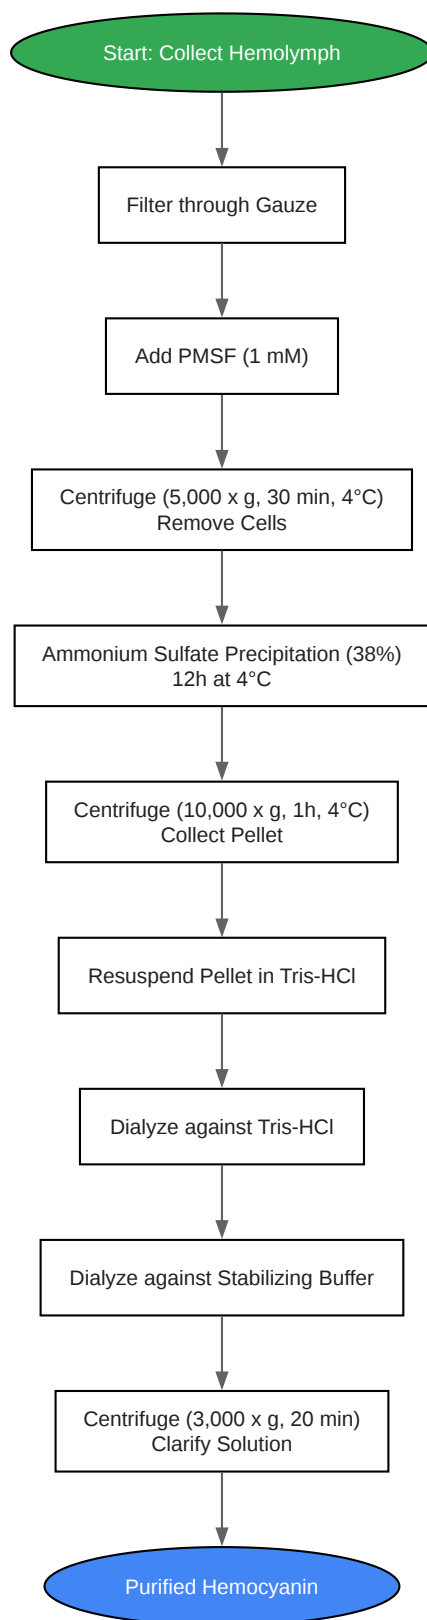 Start: Collect Hemolymph
Filter through Gauze
Add PMSF (1 mM)
Centrifuge (5,000 x g, 30 min, 4°C)
Remove Cells
Ammonium Sulfate Precipitation (38%)
12h at 4°C
Centrifuge (10,000 x g, 1h, 4°C)
Collect Pellet
Resuspend Pellet in Tris-HCl
Dialyze against Tris-HCl
Dialyze against Stabilizing Buffer
Centrifuge (3,000 x g, 20 min)
Clarify Solution
Purified Hemocyanin